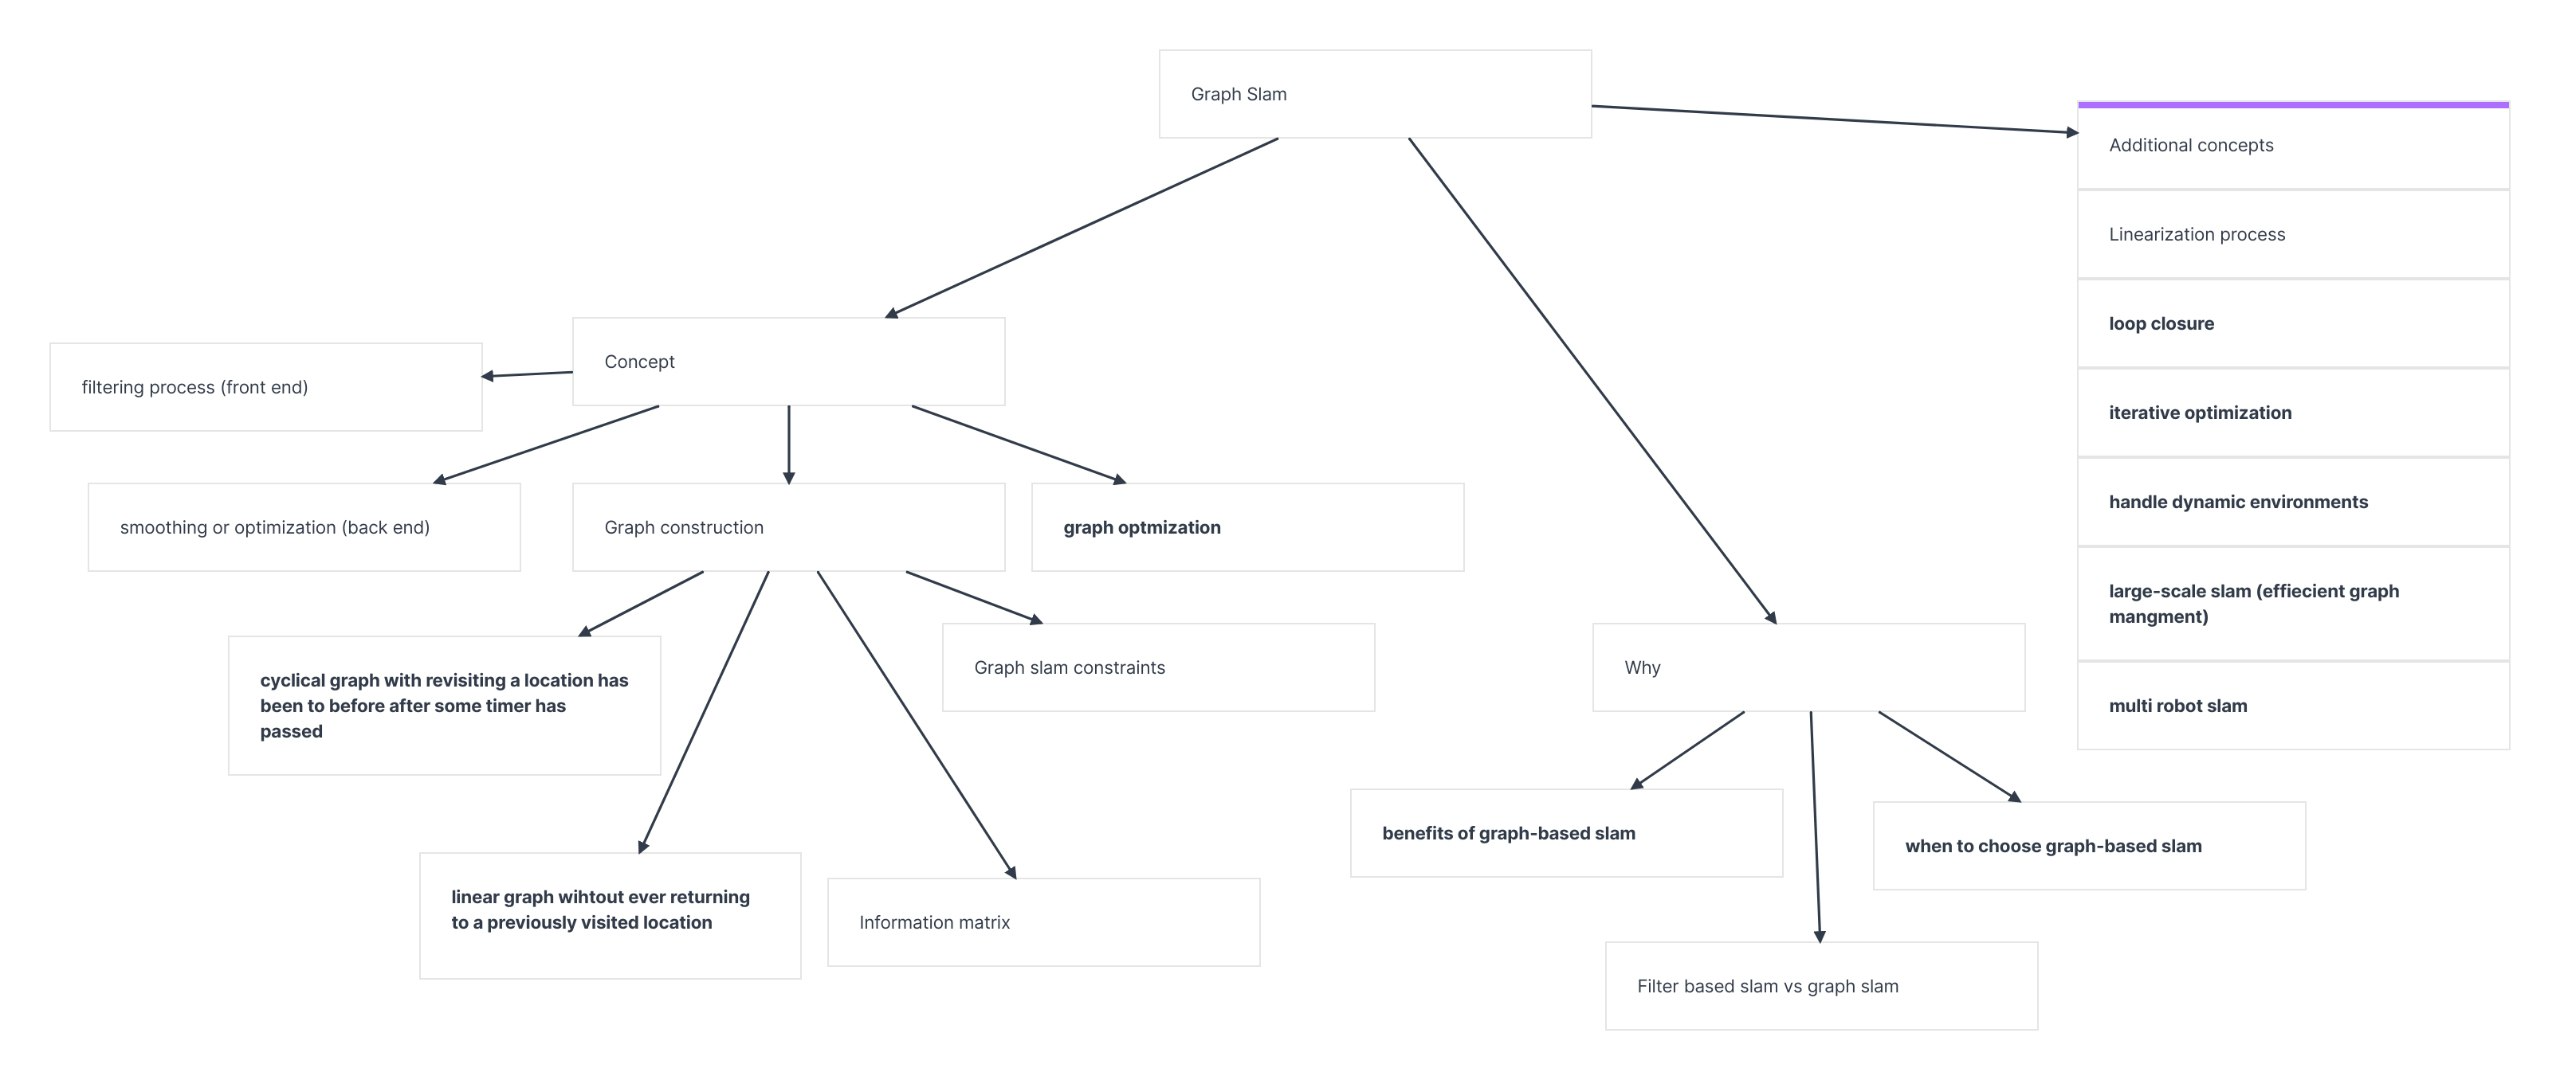 Graph Slam
Additional concepts
Linearization process
loop closure
iterative optimization
handle dynamic environments
large-scale slam (effiecient graph
mangment)
multi robot slam
Concept
filtering process (front end)
smoothing or optimization (back end)
Graph construction
graph optmization
cyclical graph with revisiting a location has
been to before after some timer has
passed
Graph slam constraints
linear graph wihtout ever returning
to a previously visited location
Information matrix
Why
benefits of graph-based slam
when to choose graph-based slam
Filter based slam vs graph slam